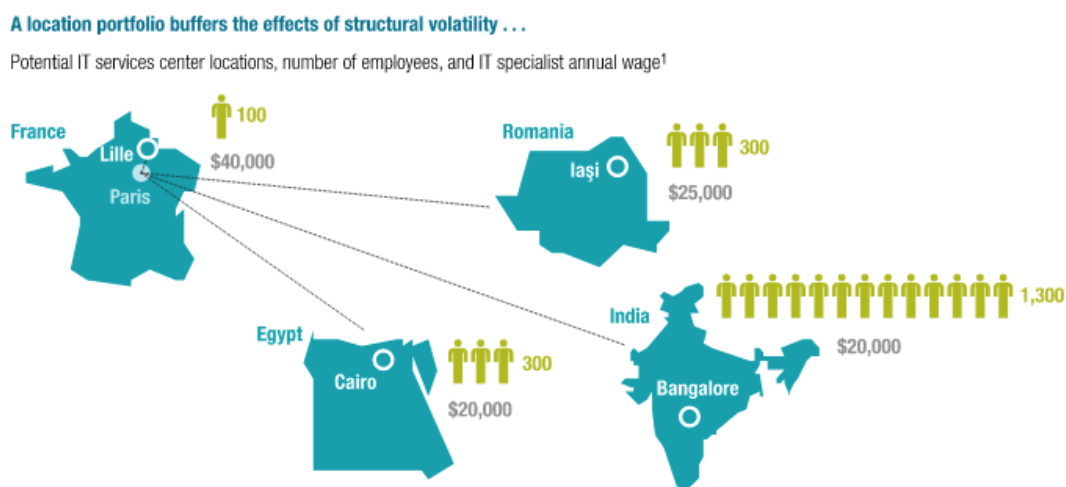 A location portfolio buffers the effects of structural volatility . . .
Potential IT services center locations, number of employees, and IT specialist annual wage¹
France
100
Lille
$40,000
Paris
Romania
300
Iaşi
$25,000
India
1,300
$20,000
Bangalore
Egypt
300
Cairo
$20,000